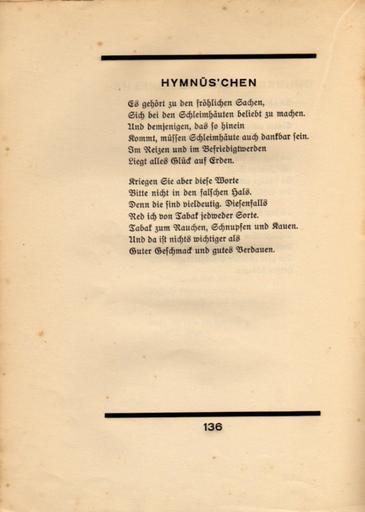 HYMNÜS'CHEN
Es gehört zu den fröhlichen Sachen,
Sich bei den Schleimhäuten beliebt zu machen.
Und demjenigen, das so hinein
Kommt, müssen Schleimhäute auch dankbar sein.
Im Reizen und im Befriedigtwerden
Liegt alles Glück auf Erden.
Kriegen Sie aber diese Worte
Bitte nicht in den falschen Hals.
Denn die sind vieldeutig. Diesenfalls
Red ich von Tabak jedweder Sorte.
Tabak zum Rauchen, Schnupfen und Kauen.
Und da ist nichts wichtiger als
Guter Geschmack und gutes Verdauen.
136